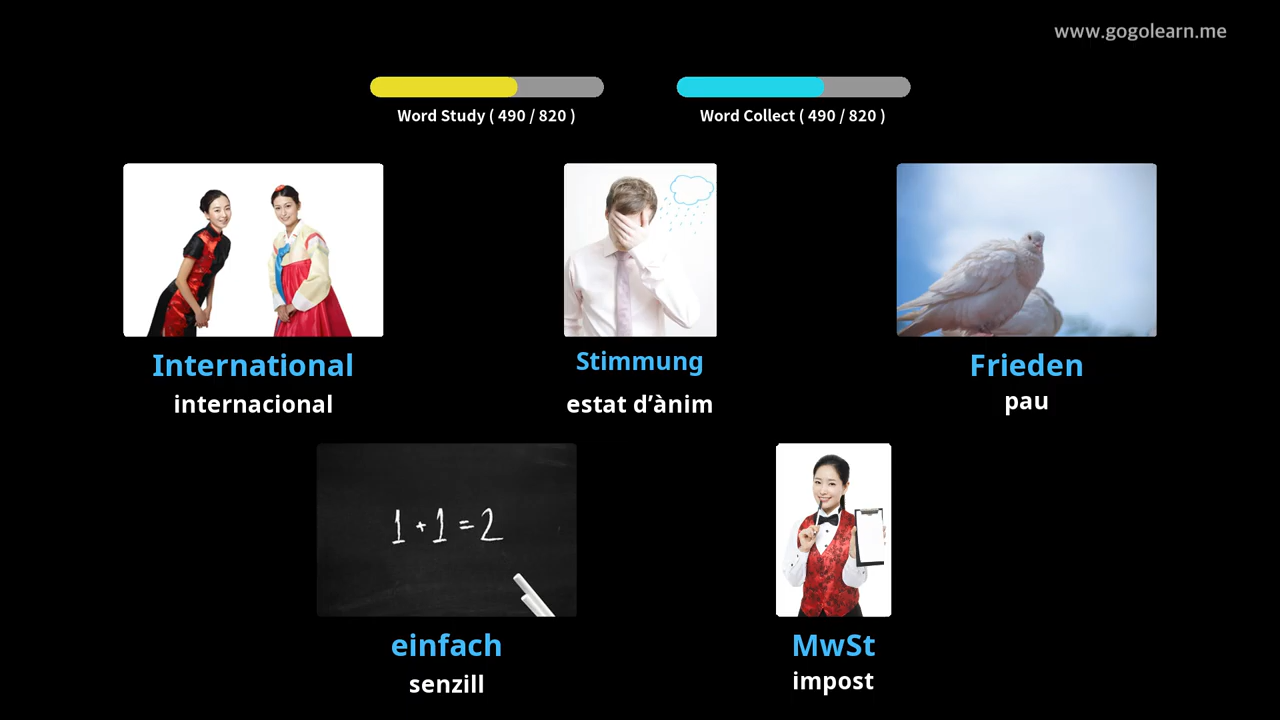 www.gogolearn.me
Word Study ( 490 / 820 )
Word Collect ( 490 / 820 )
International
internacional
Stimmung
estat d’ànim
Frieden
pau
1+1=2
einfach
senzill
MwSt
impost